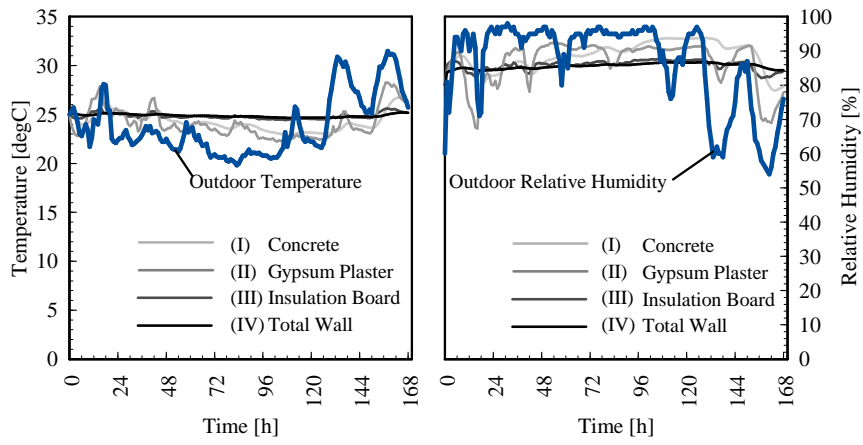 35
30
25
20
15
10
5
0
Temperature [degC]
Outdoor Temperature
(I) Concrete
(II) Gypsum Plaster
(III) Insulation Board
(IV) Total Wall
0 24 48 72 96 120 144 168
Time [h]
Outdoor Relative Humidity
(I) Concrete
(II) Gypsum Plaster
(III) Insulation Board
(IV) Total Wall
0 24 48 72 96 120 144 168
Time [h]
100
90
80
70
60
50
40
30
20
10
0
Relative Humidity [%]